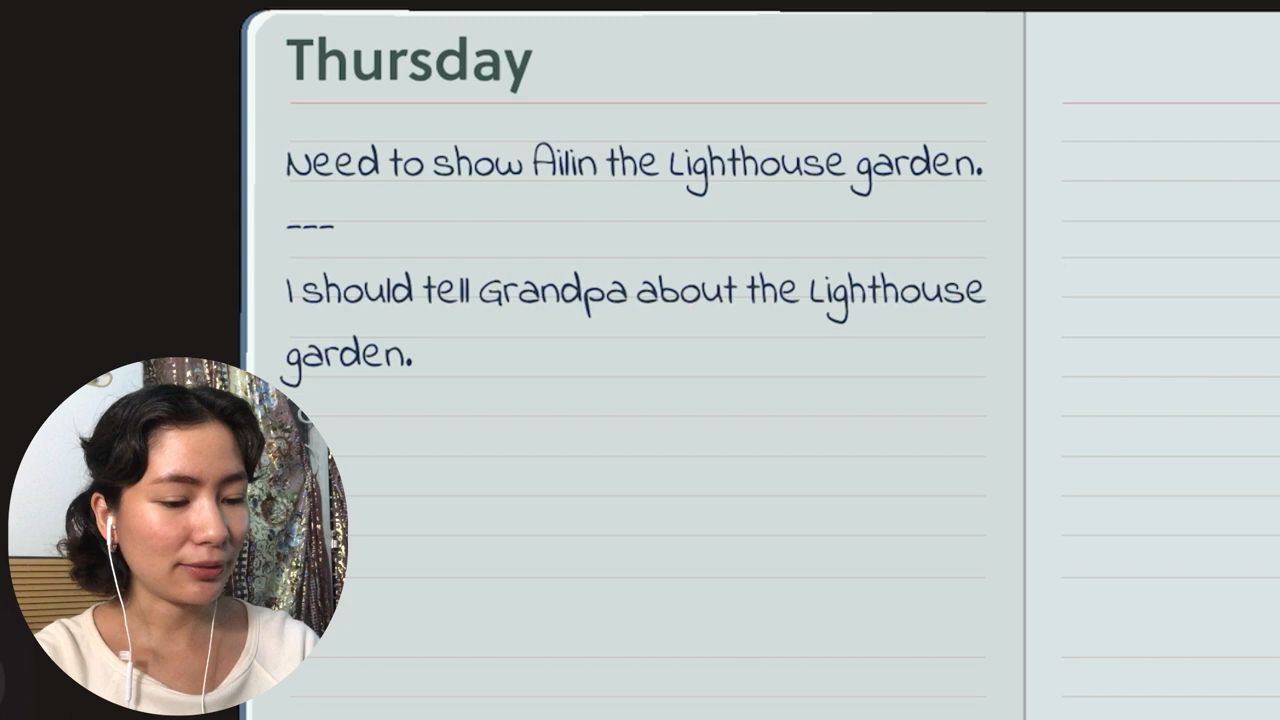 Thursday
Need to show Ailin the Lighthouse garden.
---
I should tell Grandpa about the Lighthouse
garden.